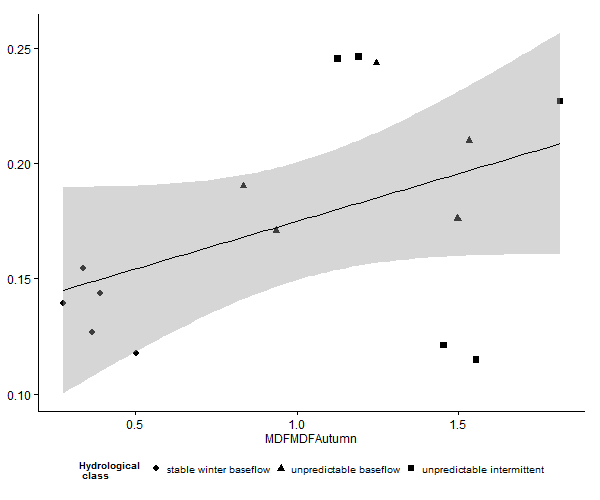 0.25
0.20
0.15
0.10
0.5 1.0 1.5
MDFMDFAutumn
Hydrological
class
stable winter baseflow unpredictable baseflow unpredictable intermittent